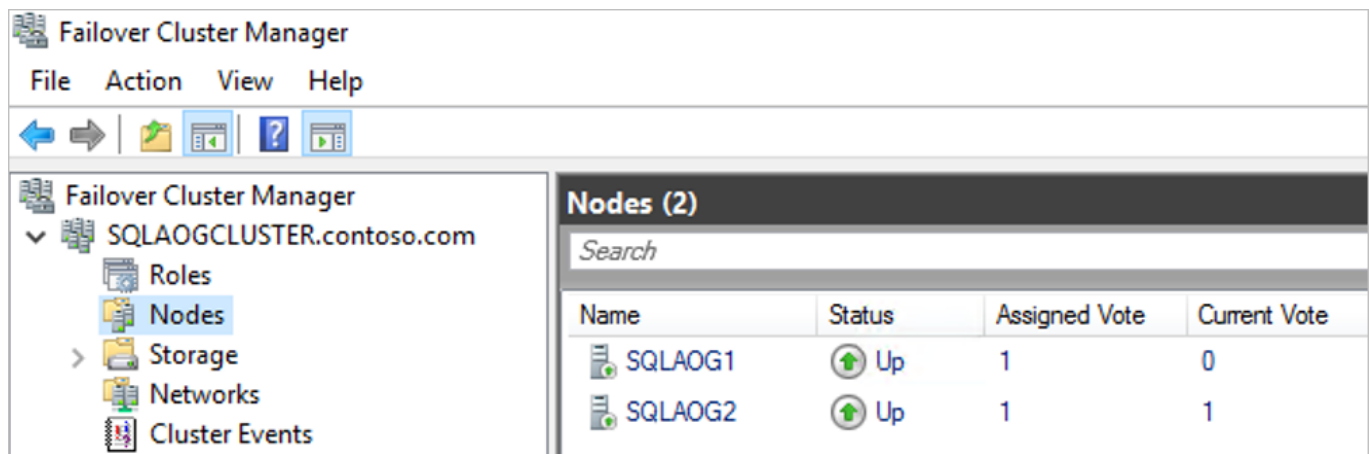 Failover Cluster Manager
File Action View Help
Failover Cluster Manager
SQLAOGCLUSTER.contoso.com
Roles
Nodes
Storage
Networks
Cluster Events
Nodes (2)
Search
Name Status Assigned Vote Current Vote
SQLAOG1 Up 1 0
SQLAOG2 Up 1 1